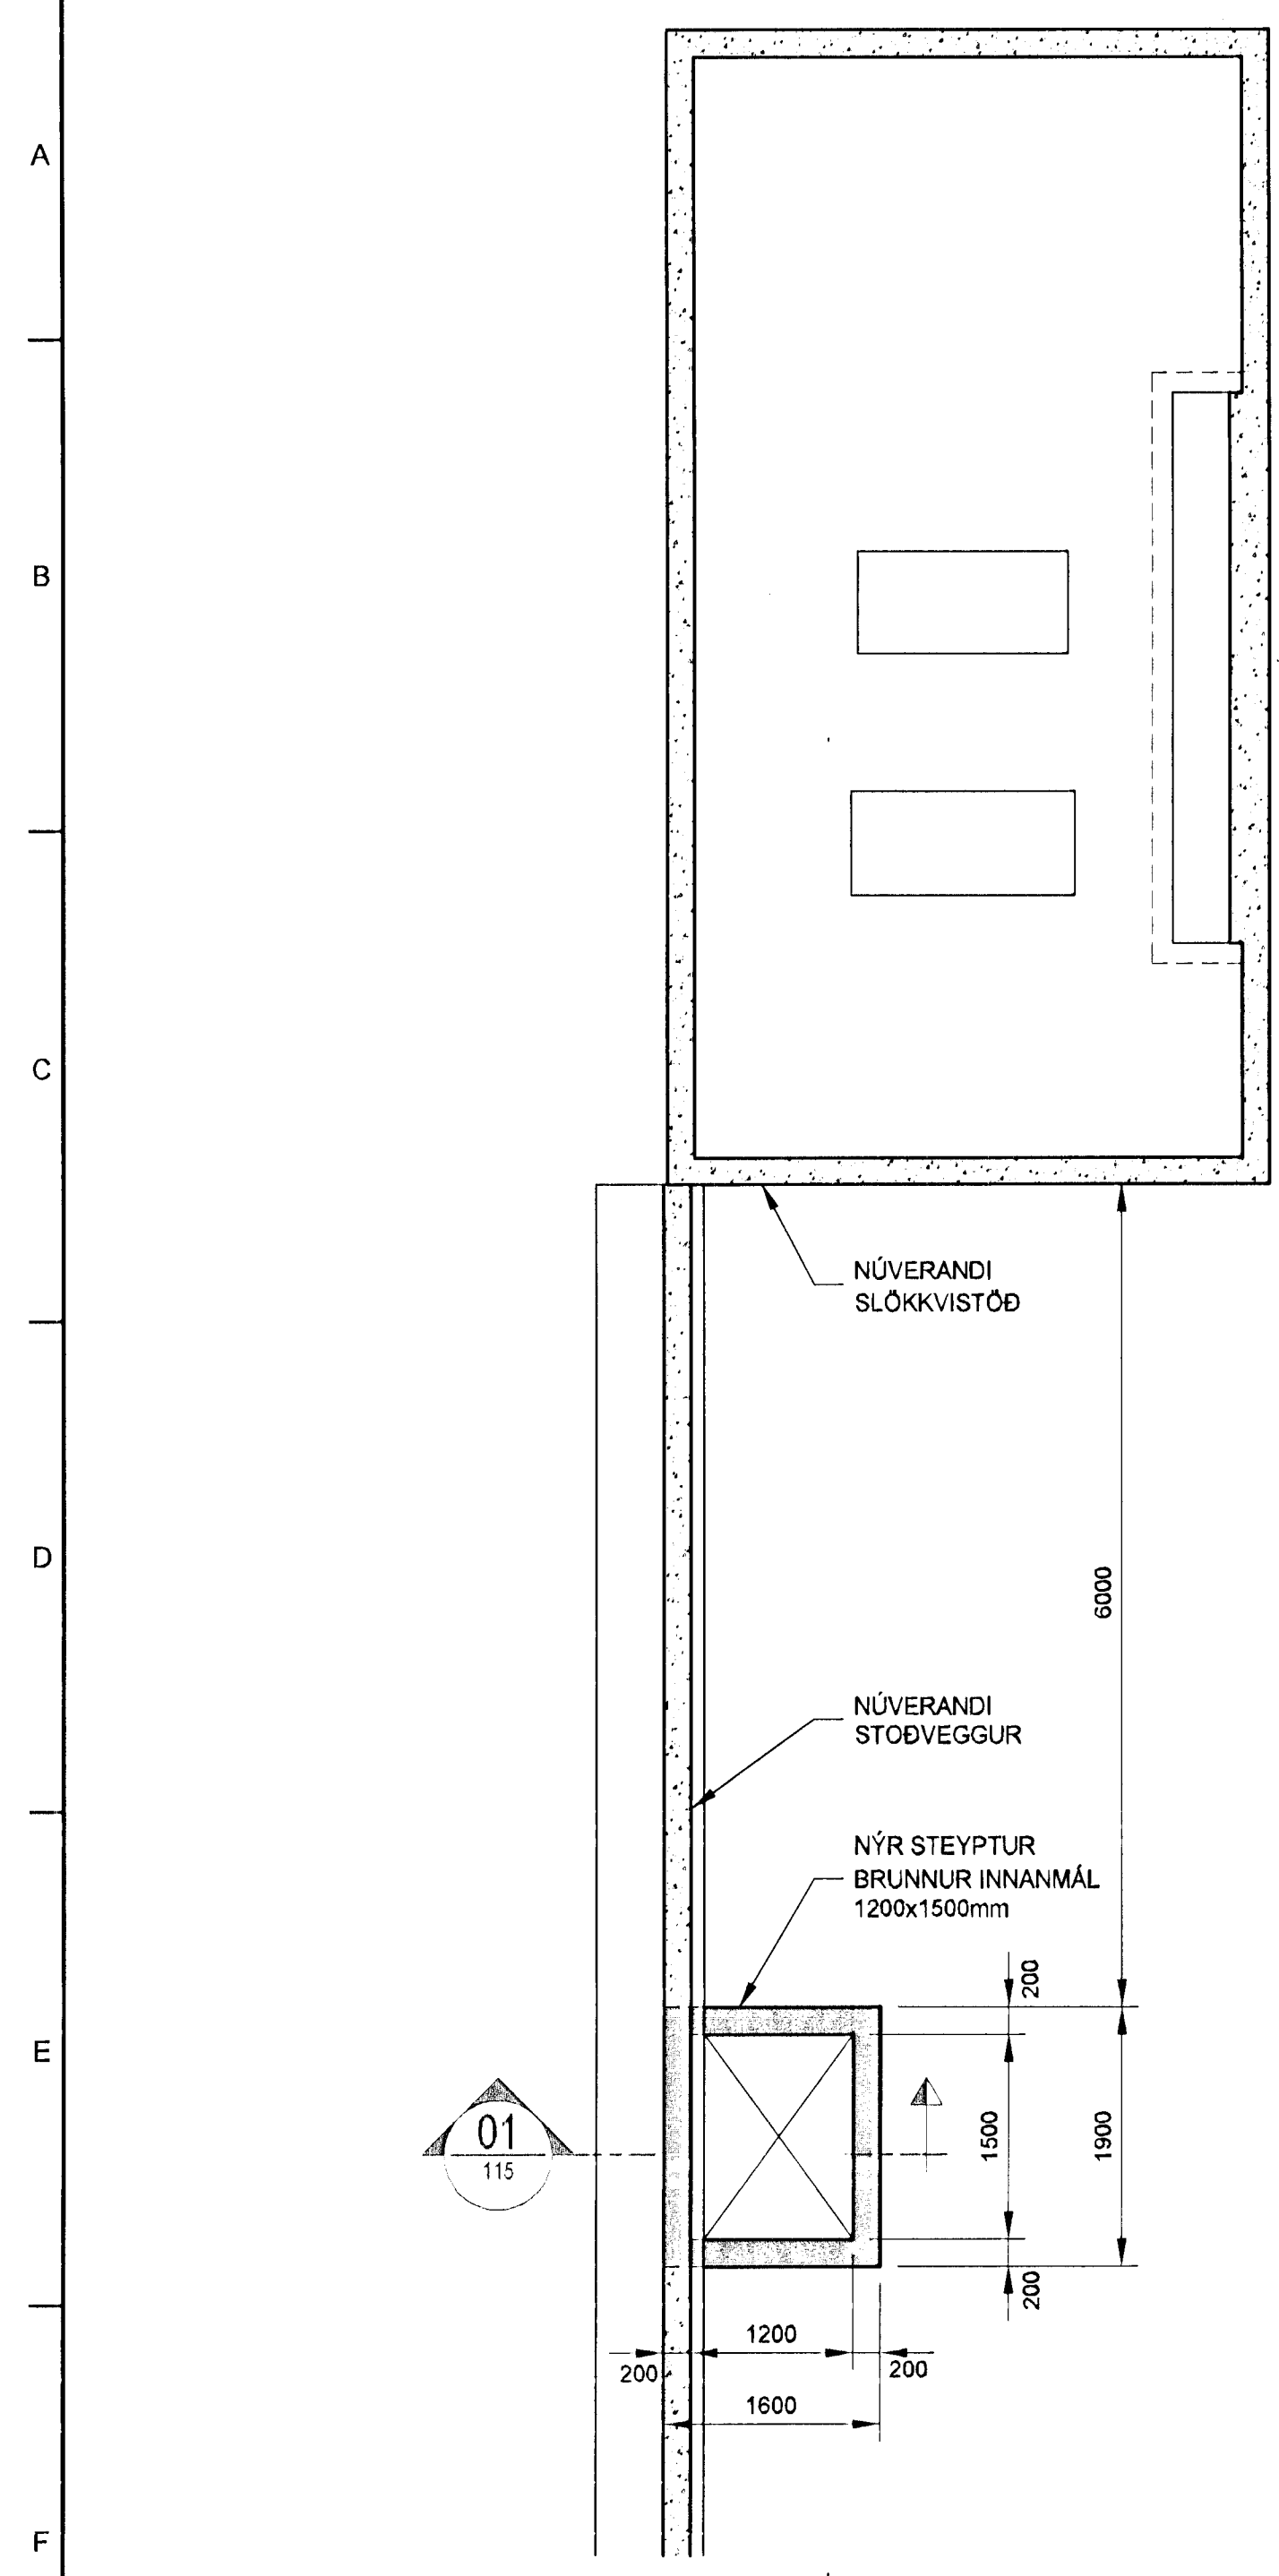 A
B
C
NÚVERANDI
SLÖKKVISTÖÐ
D
6000
NÚVERANDI
STOÐVEGGUR
NÝR STEYPTUR
BRUNNUR INNANMÁL
1200x1500mm
200
E
01
115
1500
1900
200
1200
200
200
1600
F